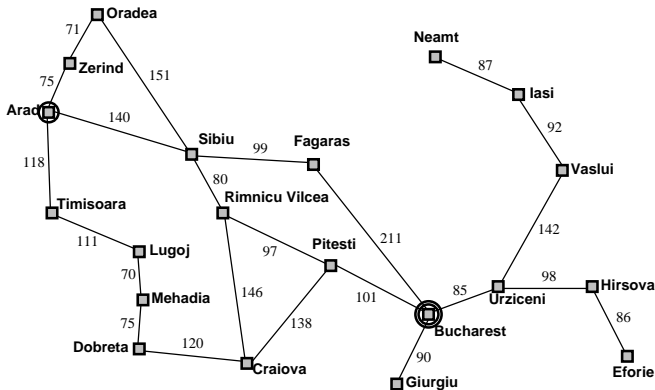 Oradea
71
Neamt
Zerind
87
75
151
Iasi
Arad
140
92
Sibiu
Fagaras
99
118
Vaslui
80
Timisoara
Rimnicu Vilcea
111
97
Pitesti
211
142
Lugoj
70
98
Hirsova
146
85
Urziceni
Mehadia
101
86
75
138
Bucharest
120
Dobreta
90
Craiova
Eforie
Giurgiu